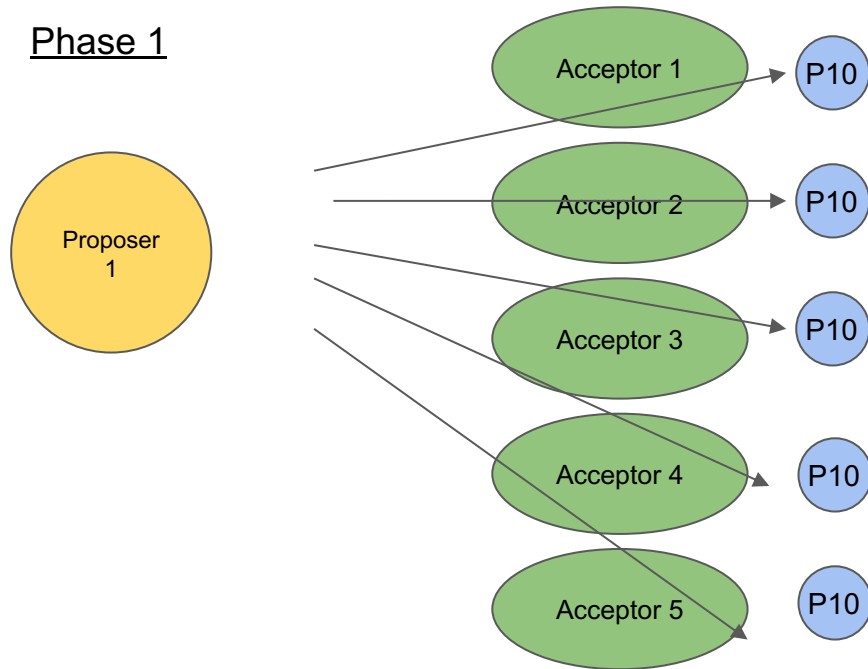 Phase 1
Acceptor 1
P10
Acceptor 2
P10
Proposer
1
Acceptor 3
P10
Acceptor 4
P10
Acceptor 5
P10